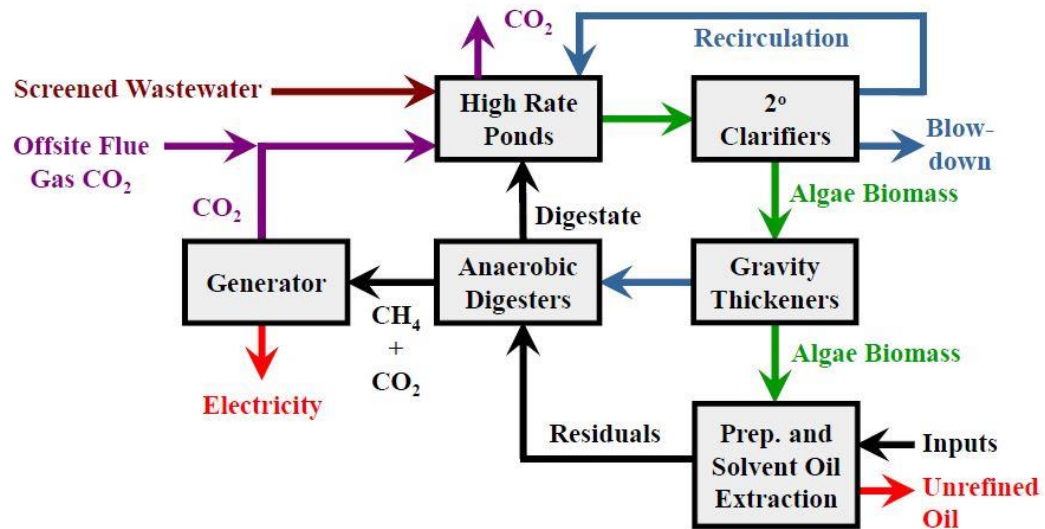 CO₂
Recirculation
Screened Wastewater
High Rate
Ponds
2º
Clarifiers
Offsite Flue
Gas CO₂
Blow-
down
CO₂
Digestate
Algae Biomass
Generator
Anaerobic
Digesters
Gravity
Thickeners
CH₄
+
CO₂
Algae Biomass
Electricity
Residuals
Prep. and
Solvent Oil
Extraction
Inputs
Unrefined
Oil